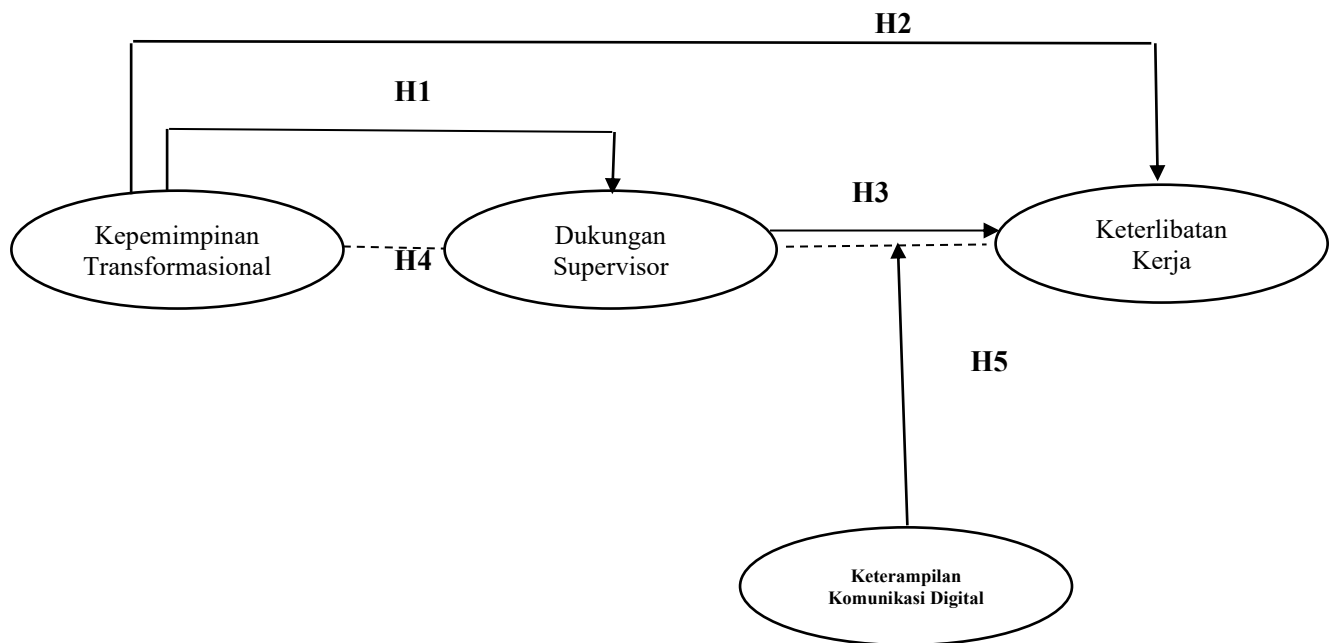 H2
H1
H3
Kepemimpinan
Transformasional
H4
Dukungan
Supervisor
Keterlibatan
Kerja
H5
Keterampilan
Komunikasi Digital